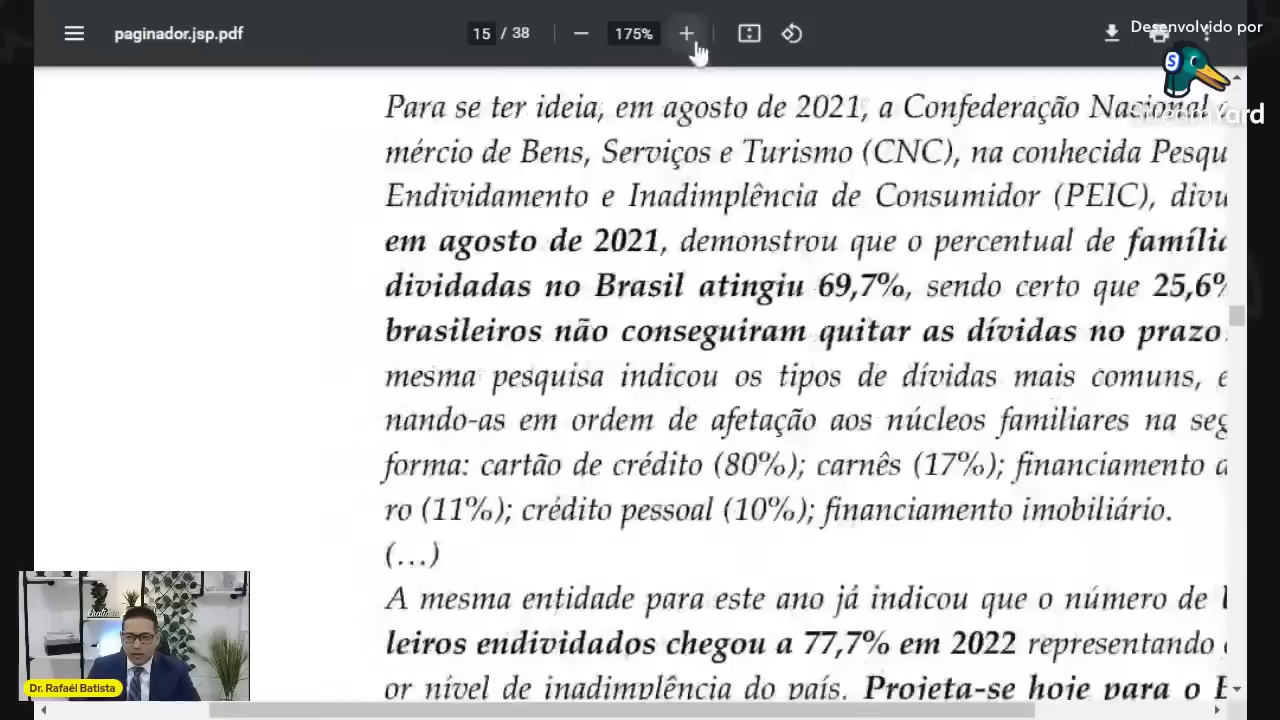 paginador.jsp.pdf
15 / 38
175%
Desenvolvido por
Para se ter ideia, em agosto de 2021, a Confederação Nacional
mércio de Bens, Serviços e Turismo (CNC), na conhecida Pesqu
Endividamento e Inadimplência de Consumidor (PEIC), divu
em agosto de 2021, demonstrou que o percentual de família
dividadas no Brasil atingiu 69,7%, sendo certo que 25,6%
brasileiros não conseguiram quitar as dívidas no prazo
mesma pesquisa indicou os tipos de dívidas mais comuns, e
nando-as em ordem de afetação aos núcleos familiares na seg
forma: cartão de crédito (80%); carnês (17%); financiamento
ro (11%); crédito pessoal (10%); financiamento imobiliário.
(...)
A mesma entidade para este ano já indicou que o número de
leiros endividados chegou a 77,7% em 2022 representando
or nível de inadimplência do país. Projeta-se hoje para o
Dr. Rafaél Batista